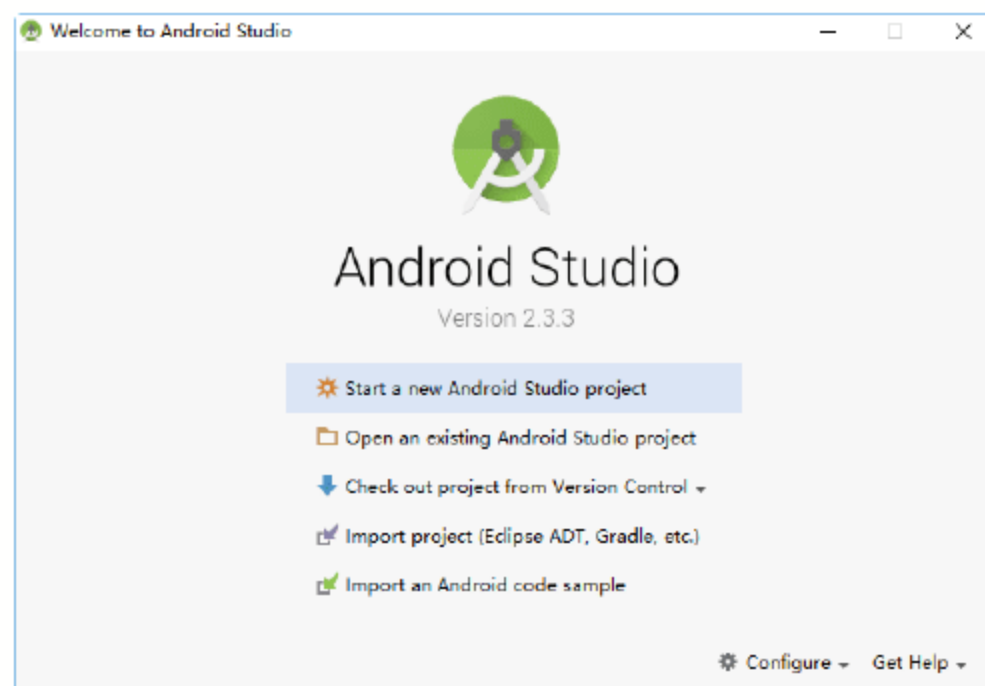 Welcome to Android Studio
Android Studio
Version 2.3.3
Start a new Android Studio project
Open an existing Android Studio project
Check out project from Version Control
Import project (Eclipse ADT, Gradle, etc.)
Import an Android code sample
Configure Get Help